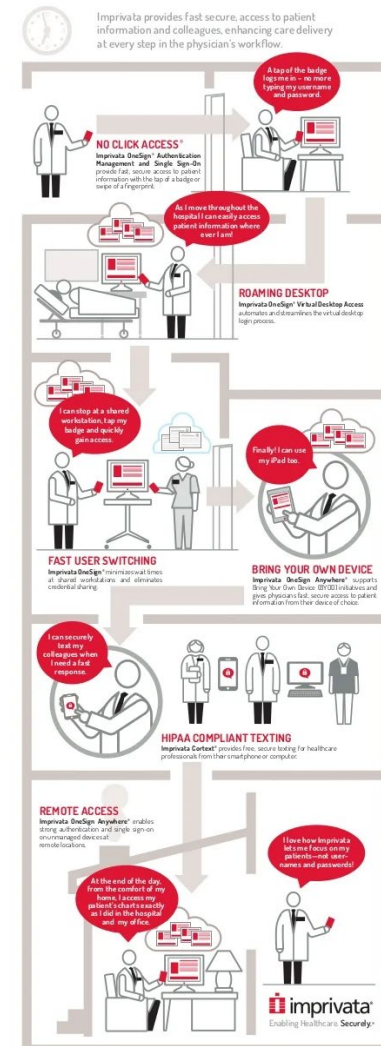 Imprivata provides fast secure, access to patient
information and colleagues, enhancing care delivery
at every step in the physician's workflow.
A tap of the badge
logs me in – no more
typing my username
and password.
NO CLICK ACCESS®
Imprivata OneSign® Authentication
Management and Single Sign-On
provide fast, secure access to patient
information with the tap of a badge or
swipe of a fingerprint.
As I move throughout the
hospital I can easily access
patient information where
ever I am!
ROAMING DESKTOP
Imprivata OneSign® Virtual Desktop Access
automates and streamlines the virtual desktop
login process.
I can stop at a shared
workstation, tap my
badge and quickly
gain access.
Finally! I can use
my iPad too.
FAST USER SWITCHING
Imprivata OneSign® minimizes wait times
at shared workstations and eliminates
credential sharing.
BRING YOUR OWN DEVICE
Imprivata OneSign Anywhere® supports
Bring Your Own Device (BYOD) initiatives and
gives physicians fast, secure access to patient
information from their device of choice.
I can securely
text my
colleagues when
I need a fast
response.
HIPAA COMPLIANT TEXTING
Imprivata Cortext® provides free, secure texting for healthcare
professionals from their smartphone or computer.
REMOTE ACCESS
Imprivata OneSign Anywhere® enables
strong authentication and single sign-on
on unmanaged devices at
remote locations.
At the end of the day,
from the comfort of my
home, I access my
patient's charts exactly
as I did in the hospital
and my office.
I love how Imprivata
lets me focus on my
patients—not user-
names and passwords!
imprivata®
Enabling Healthcare. Securely.®